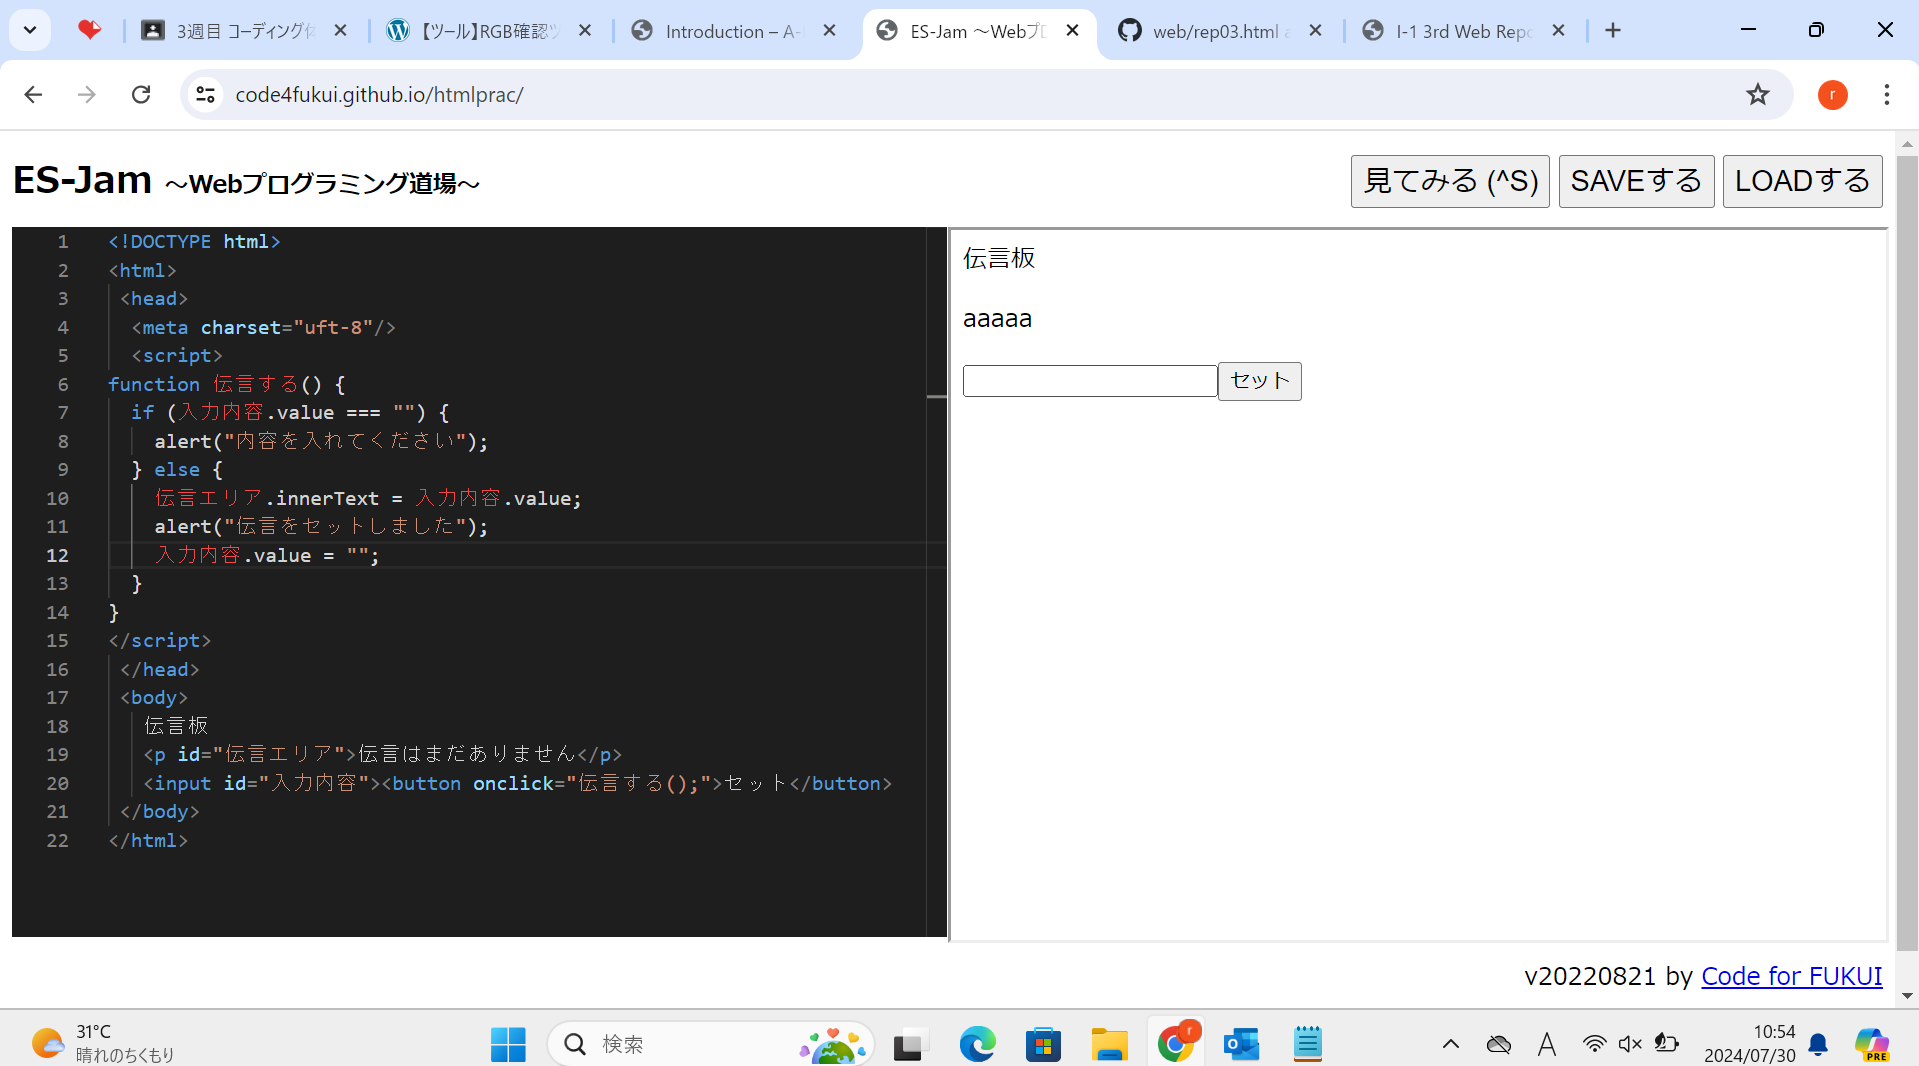 3週目 コーディング
【ツール】RGB確認ツ
Introduction – A-
ES-Jam ～Webプロ
web/rep03.html a
I-1 3rd Web Repo
code4fukui.github.io/htmlprac/
r
ES-Jam ～Webプログラミング道場～
見てみる (^S)
SAVEする
LOADする
1 <!DOCTYPE html>
2 <html>
3 <head>
4 <meta charset="uft-8"/>
5 <script>
6 function 伝言する() {
7 if (入力内容.value === "") {
8 alert("内容を入れてください");
9 } else {
10 伝言エリア.innerText = 入力内容.value;
11 alert("伝言をセットしました");
12 入力内容.value = "";
13 }
14 }
15 </script>
16 </head>
17 <body>
18 伝言板
19 <p id="伝言エリア">伝言はまだありません</p>
20 <input id="入力内容"><button onclick="伝言する();">セット</button>
21 </body>
22 </html>
伝言板
aaaaa
セット
v20220821 by Code for FUKUI
31°C
晴れのちくもり
検索
r
A
10:54
2024/07/30
PRE